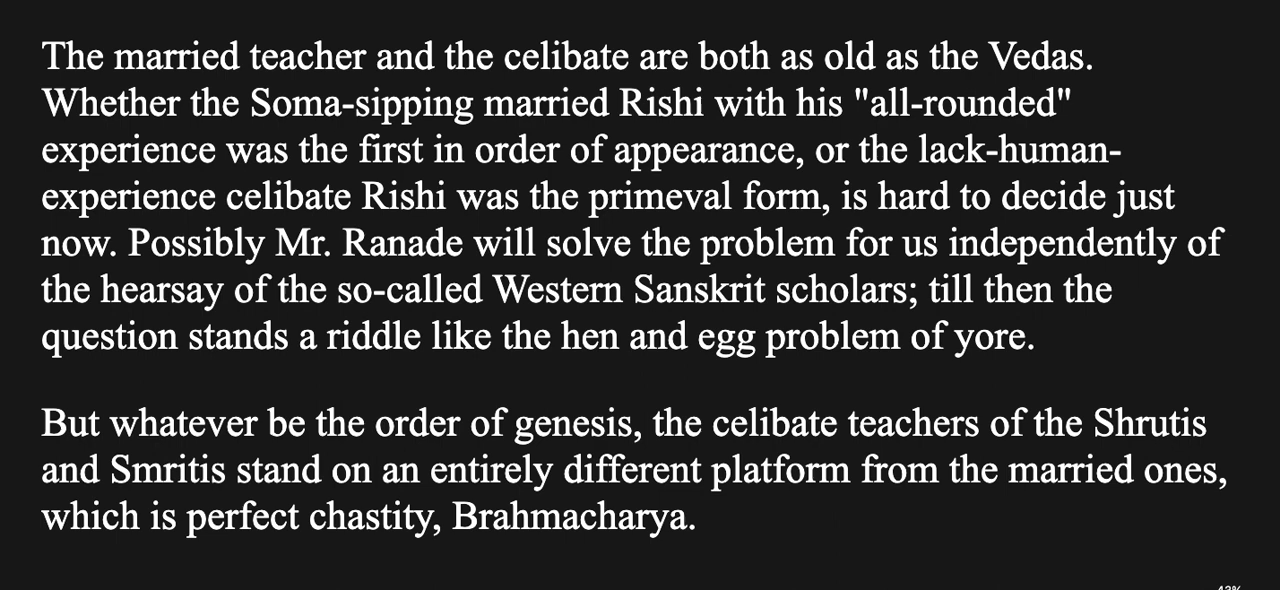 The married teacher and the celibate are both as old as the Vedas.
Whether the Soma-sipping married Rishi with his "all-rounded"
experience was the first in order of appearance, or the lack-human-
experience celibate Rishi was the primeval form, is hard to decide just
now. Possibly Mr. Ranade will solve the problem for us independently of
the hearsay of the so-called Western Sanskrit scholars; till then the
question stands a riddle like the hen and egg problem of yore.
But whatever be the order of genesis, the celibate teachers of the Shrutis
and Smritis stand on an entirely different platform from the married ones,
which is perfect chastity, Brahmacharya.